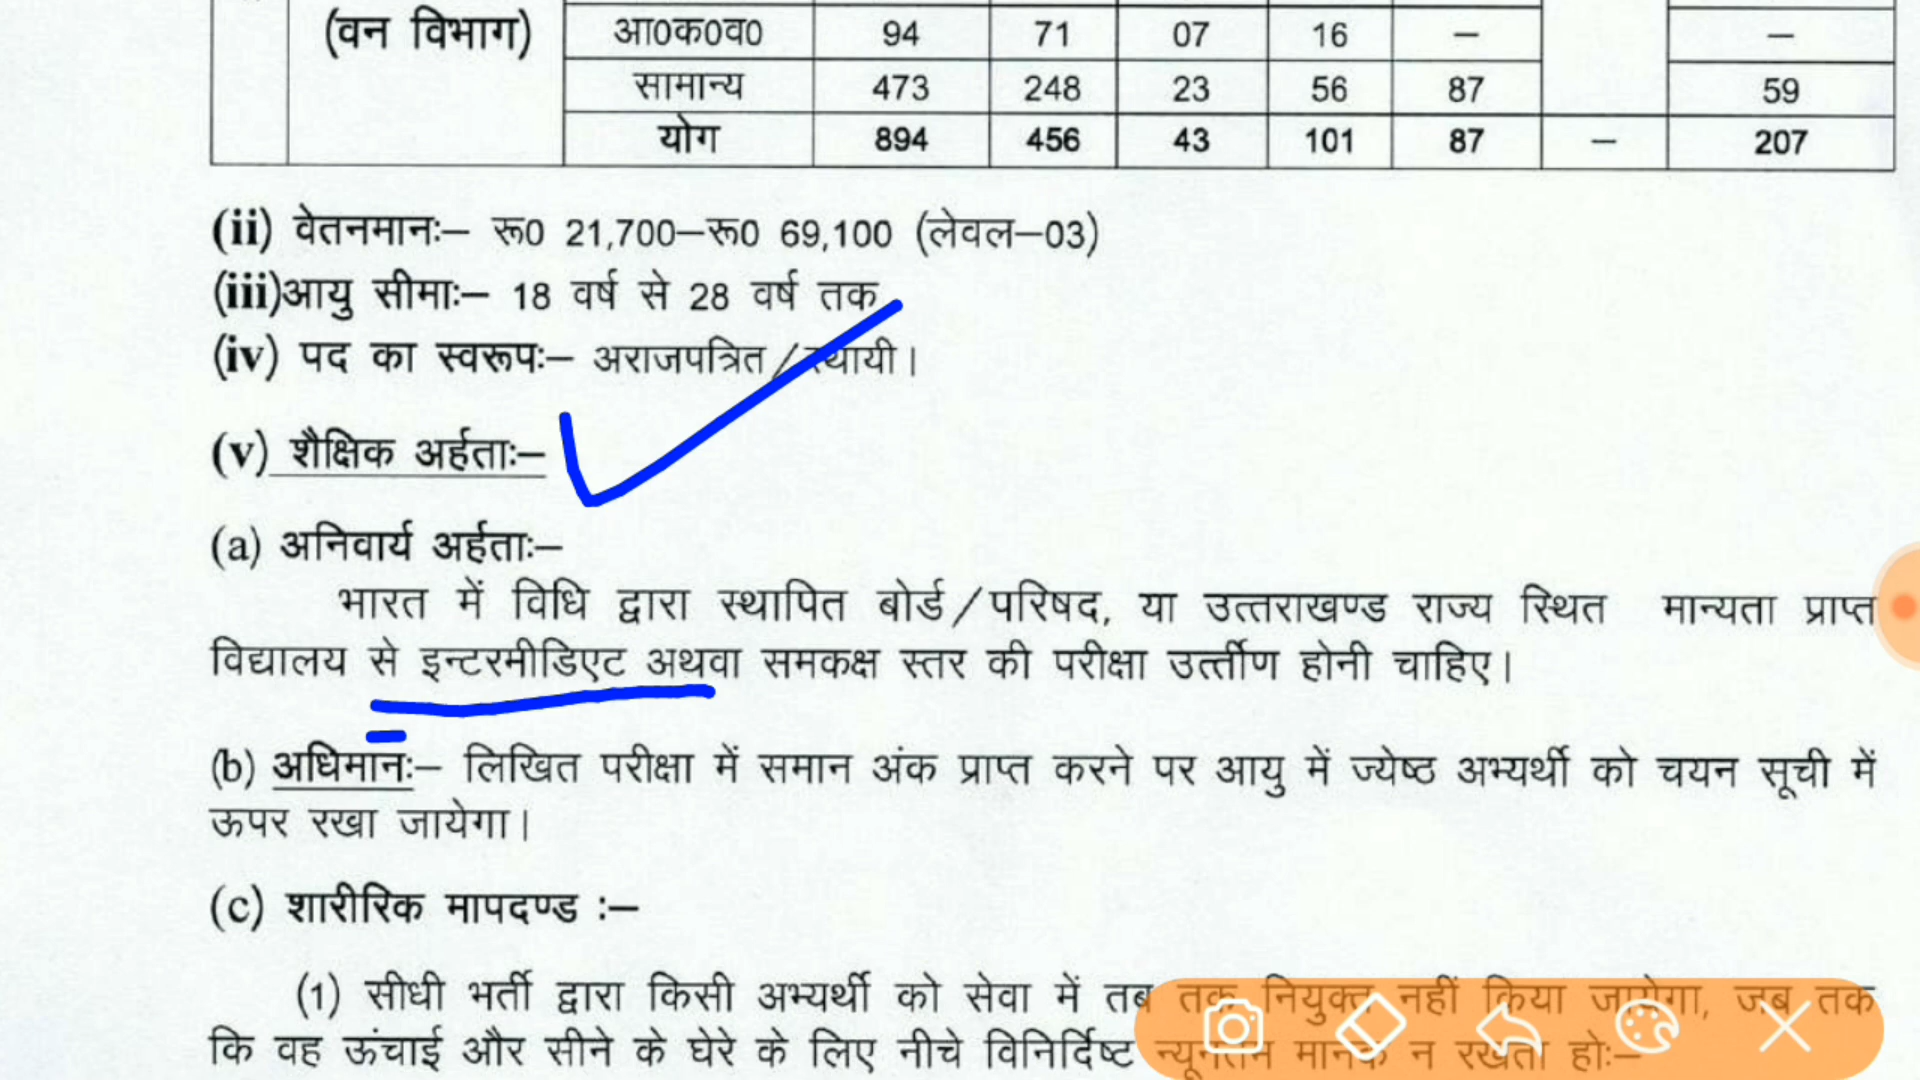 (वन विभाग)
आ0क0व0 94 71 07 16 – –
सामान्य 473 248 23 56 87 59
योग 894 456 43 101 87 – 207
(ii) वेतनमानः– रू0 21,700–रू0 69,100 (लेवल–03)
(iii)आयु सीमाः– 18 वर्ष से 28 वर्ष तक
(iv) पद का स्वरूपः– अराजपत्रित/स्थायी।
(v) शैक्षिक अर्हताः–
(a) अनिवार्य अर्हताः–
भारत में विधि द्वारा स्थापित बोर्ड/परिषद, या उत्तराखण्ड राज्य स्थित मान्यता प्राप्त
विद्यालय से इन्टरमीडिएट अथवा समकक्ष स्तर की परीक्षा उर्त्तीण होनी चाहिए।
(b) अधिमानः– लिखित परीक्षा में समान अंक प्राप्त करने पर आयु में ज्येष्ठ अभ्यर्थी को चयन सूची में
ऊपर रखा जायेगा।
(c) शारीरिक मापदण्ड :–
(1) सीधी भर्ती द्वारा किसी अभ्यर्थी को सेवा में तब तक नियुक्त नहीं किया जायेगा, जब तक
कि वह ऊंचाई और सीने के घेरे के लिए नीचे विनिर्दिष्ट न्यूनतम मानक न रखता होः–